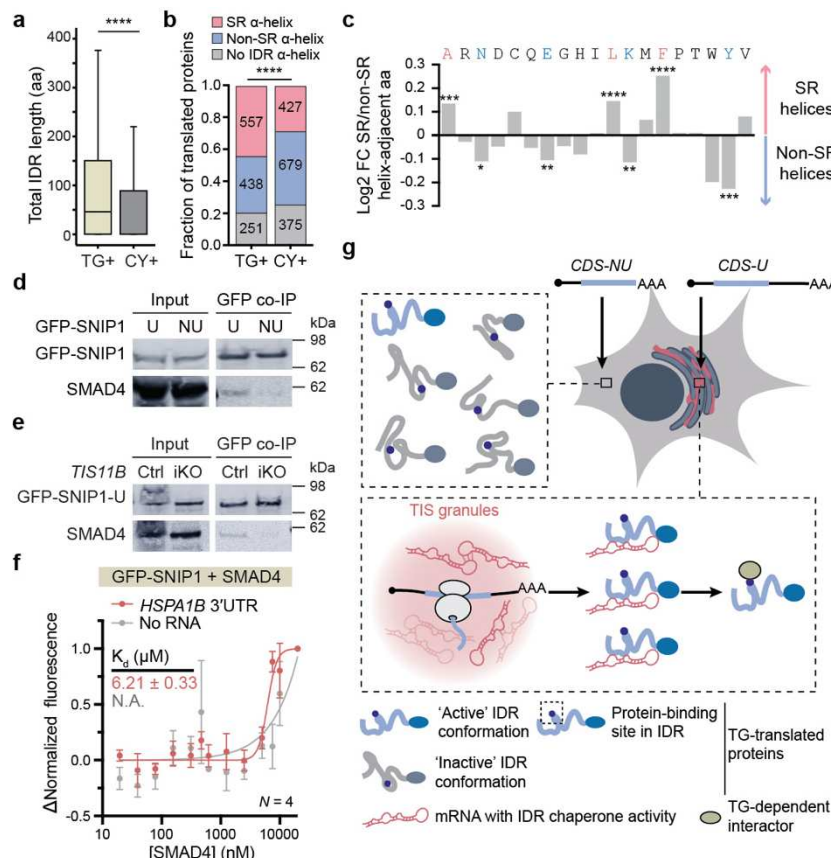 a
****
Total IDR length (aa)
400
300
200
100
0
TG+ CY+
b
SR α-helix
Non-SR α-helix
No IDR α-helix
****
Fraction of translated proteins
1.0
0.8
0.6
0.4
0.2
0.0
557 427
438 679
251 375
TG+ CY+
c
A R N D C Q E G H I L K M F P T W Y V
Log2 FC SR/non-SR
helix-adjacent aa
0.3
0.2
0.1
0
-0.1
-0.2
0.3
*** **** ****
* ** ** ***
SR
helices
Non-SR
helices
d
Input GFP co-IP
GFP-SNIP1 U NU U NU kDa
GFP-SNIP1 98
62
SMAD4 62
e
Input GFP co-IP
TIS11B Ctrl iKO Ctrl iKO kDa
GFP-SNIP1-U 98
62
SMAD4 62
f
GFP-SNIP1 + SMAD4
HSPA1B 3′UTR
No RNA
Kd (µM)
6.21 ± 0.33
N.A.
ΔNormalized fluorescence
1.0
0.5
0.0
-0.5
N = 4
10 100 1000 10000
[SMAD4] (nM)
g
CDS-NU CDS-U
AAA AAA
TIS granules
AAA
'Active' IDR
conformation
Protein-binding
site in IDR
'Inactive' IDR
conformation
TG-translated
proteins
mRNA with IDR chaperone activity
TG-dependent
interactor